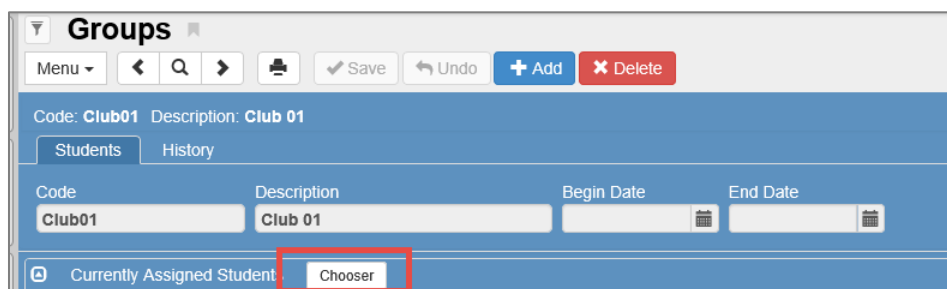 Groups
Menu Save Undo Add Delete
Code: Club01 Description: Club 01
Students History
Code Description Begin Date End Date
Club01 Club 01
Currently Assigned Students Chooser